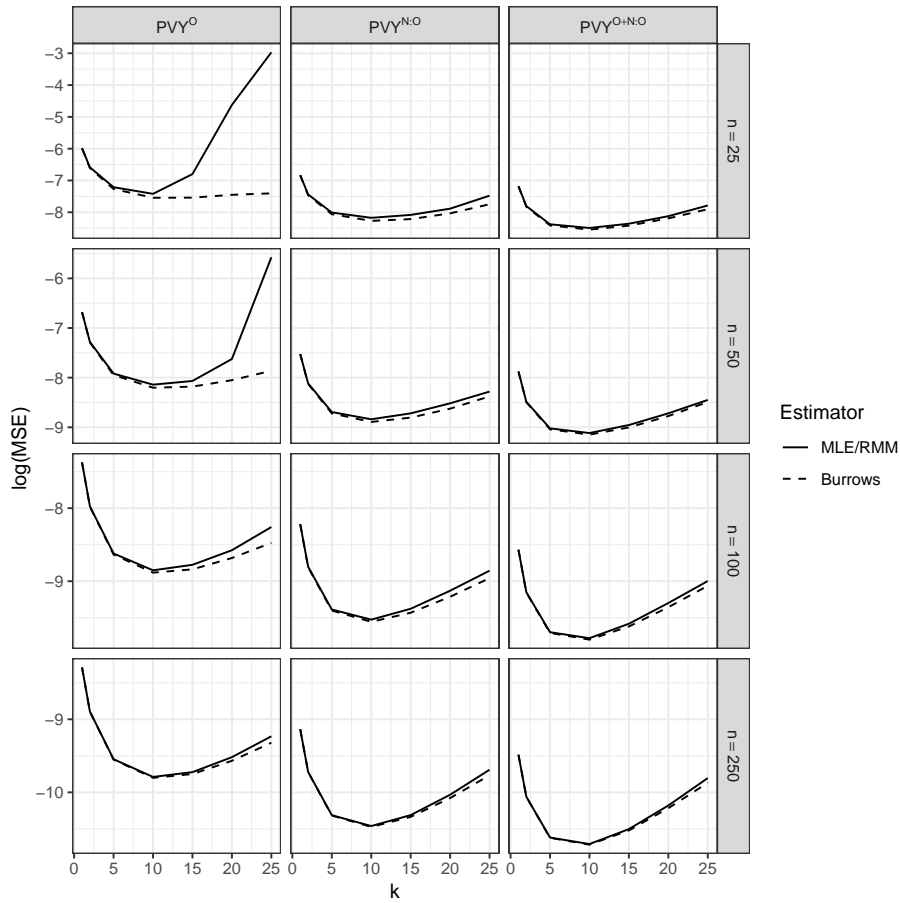 PVY^O PVY^N:O PVY^O+N:O
−3
−4
−5
−6
−7
−8
n = 25
−6
−7
−8
−9
n = 50
−8
−9
n = 100
−9
−10
n = 250
0 5 10 15 20 25 0 5 10 15 20 25 0 5 10 15 20 25
k
log(MSE)
Estimator
MLE/RMM
Burrows